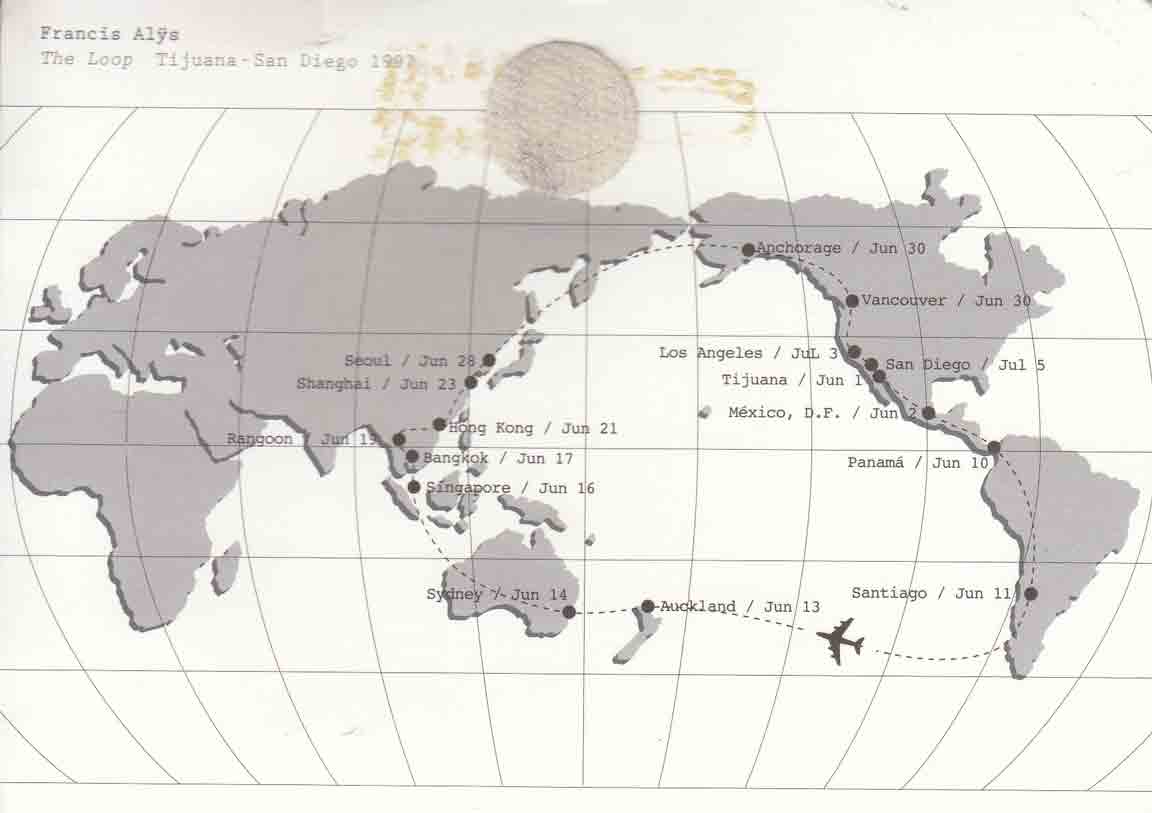 Francis Alÿs
The Loop Tijuana-San Diego 1997
Anchorage / Jun 30
Vancouver / Jun 30
Los Angeles / JuL 3
San Diego / Jul 5
Seoul / Jun 28
Shanghai / Jun 23
Tijuana / Jun 1
México, D.F. / Jun 2
Hong Kong / Jun 21
Rangoon / Jun 19
Bangkok / Jun 17
Panamá / Jun 10
Singapore / Jun 16
Sydney / Jun 14
Santiago / Jun 11
Auckland / Jun 13